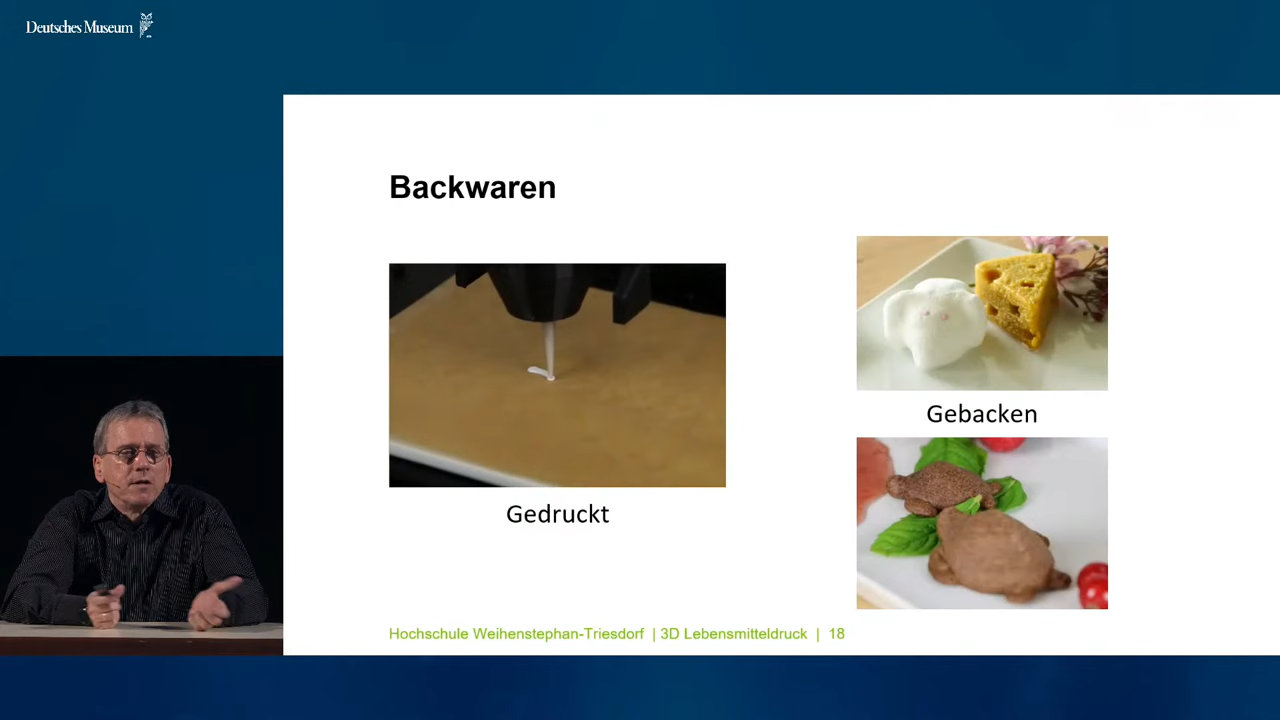 Deutsches Museum
Backwaren
Gedruckt
Gebacken
Hochschule Weihenstephan-Triesdorf | 3D Lebensmitteldruck | 18